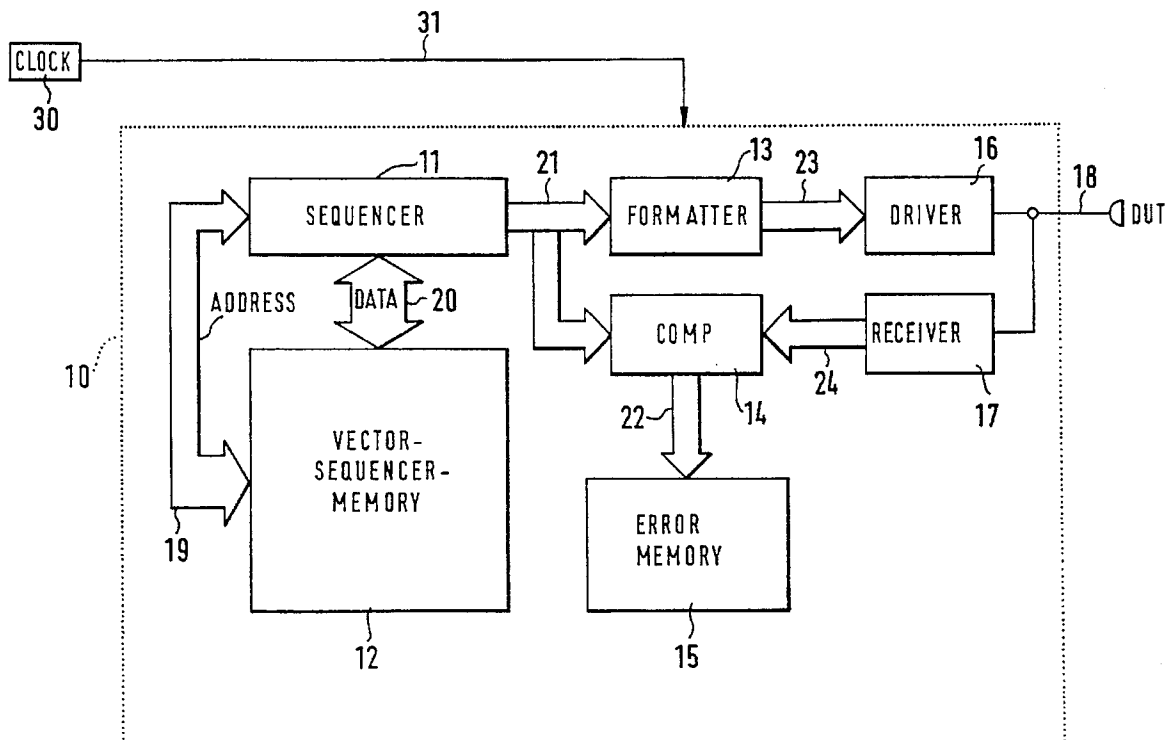 31
CLOCK
30
11
21
13
23
16
18
SEQUENCER
FORMATTER
DRIVER
DUT
ADDRESS
DATA
20
COMP
RECEIVER
10
24
22
14
17
VECTOR-
SEQUENCER-
MEMORY
ERROR
MEMORY
19
12
15